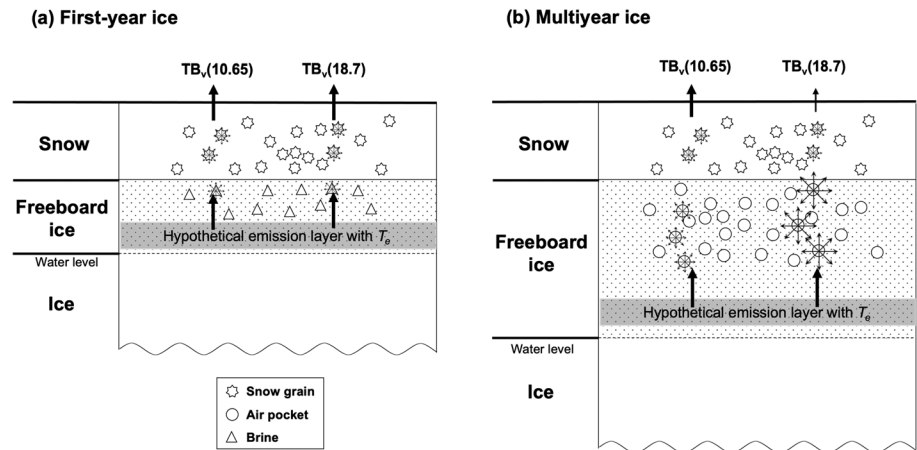 (a) First-year ice
TBv(10.65)
TBv(18.7)
Snow
Freeboard
ice
Hypothetical emission layer with Te
Water level
Ice
Snow grain
Air pocket
Brine
(b) Multiyear ice
TBv(10.65)
TBv(18.7)
Snow
Freeboard
ice
Hypothetical emission layer with Te
Water level
Ice